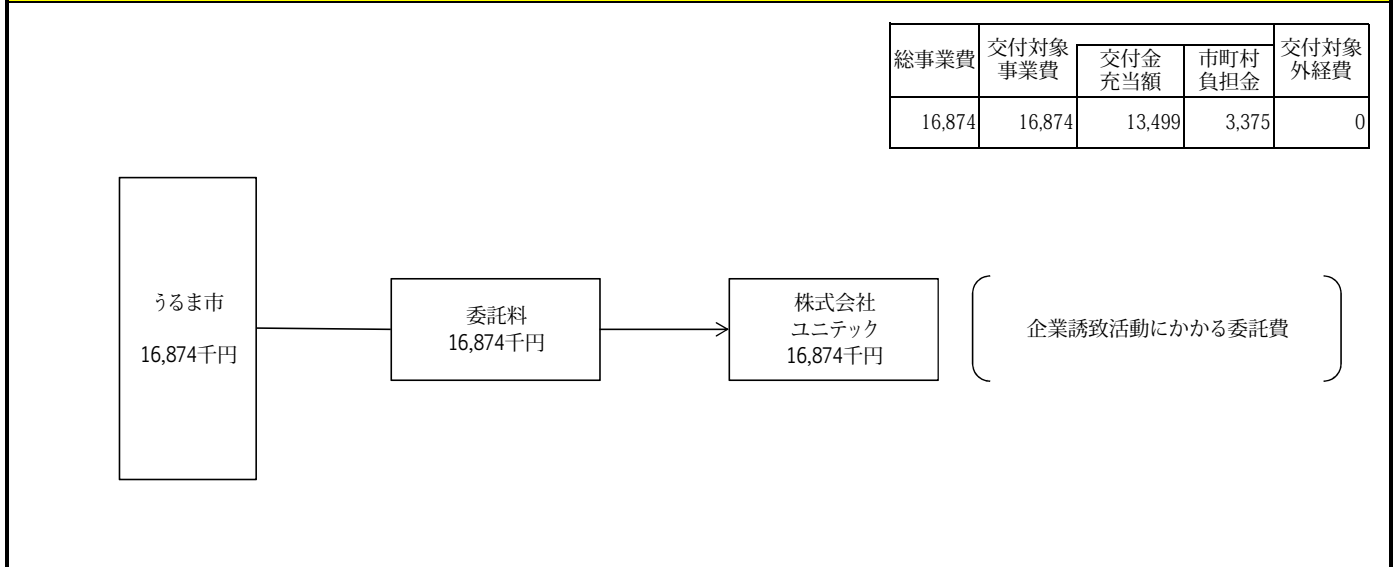 総事業費 交付対象事業費 交付金充当額 市町村負担金 交付対象外経費
16,874 16,874 13,499 3,375 0
うるま市
16,874千円
委託料
16,874千円
株式会社
ユニテック
16,874千円
企業誘致活動にかかる委託費